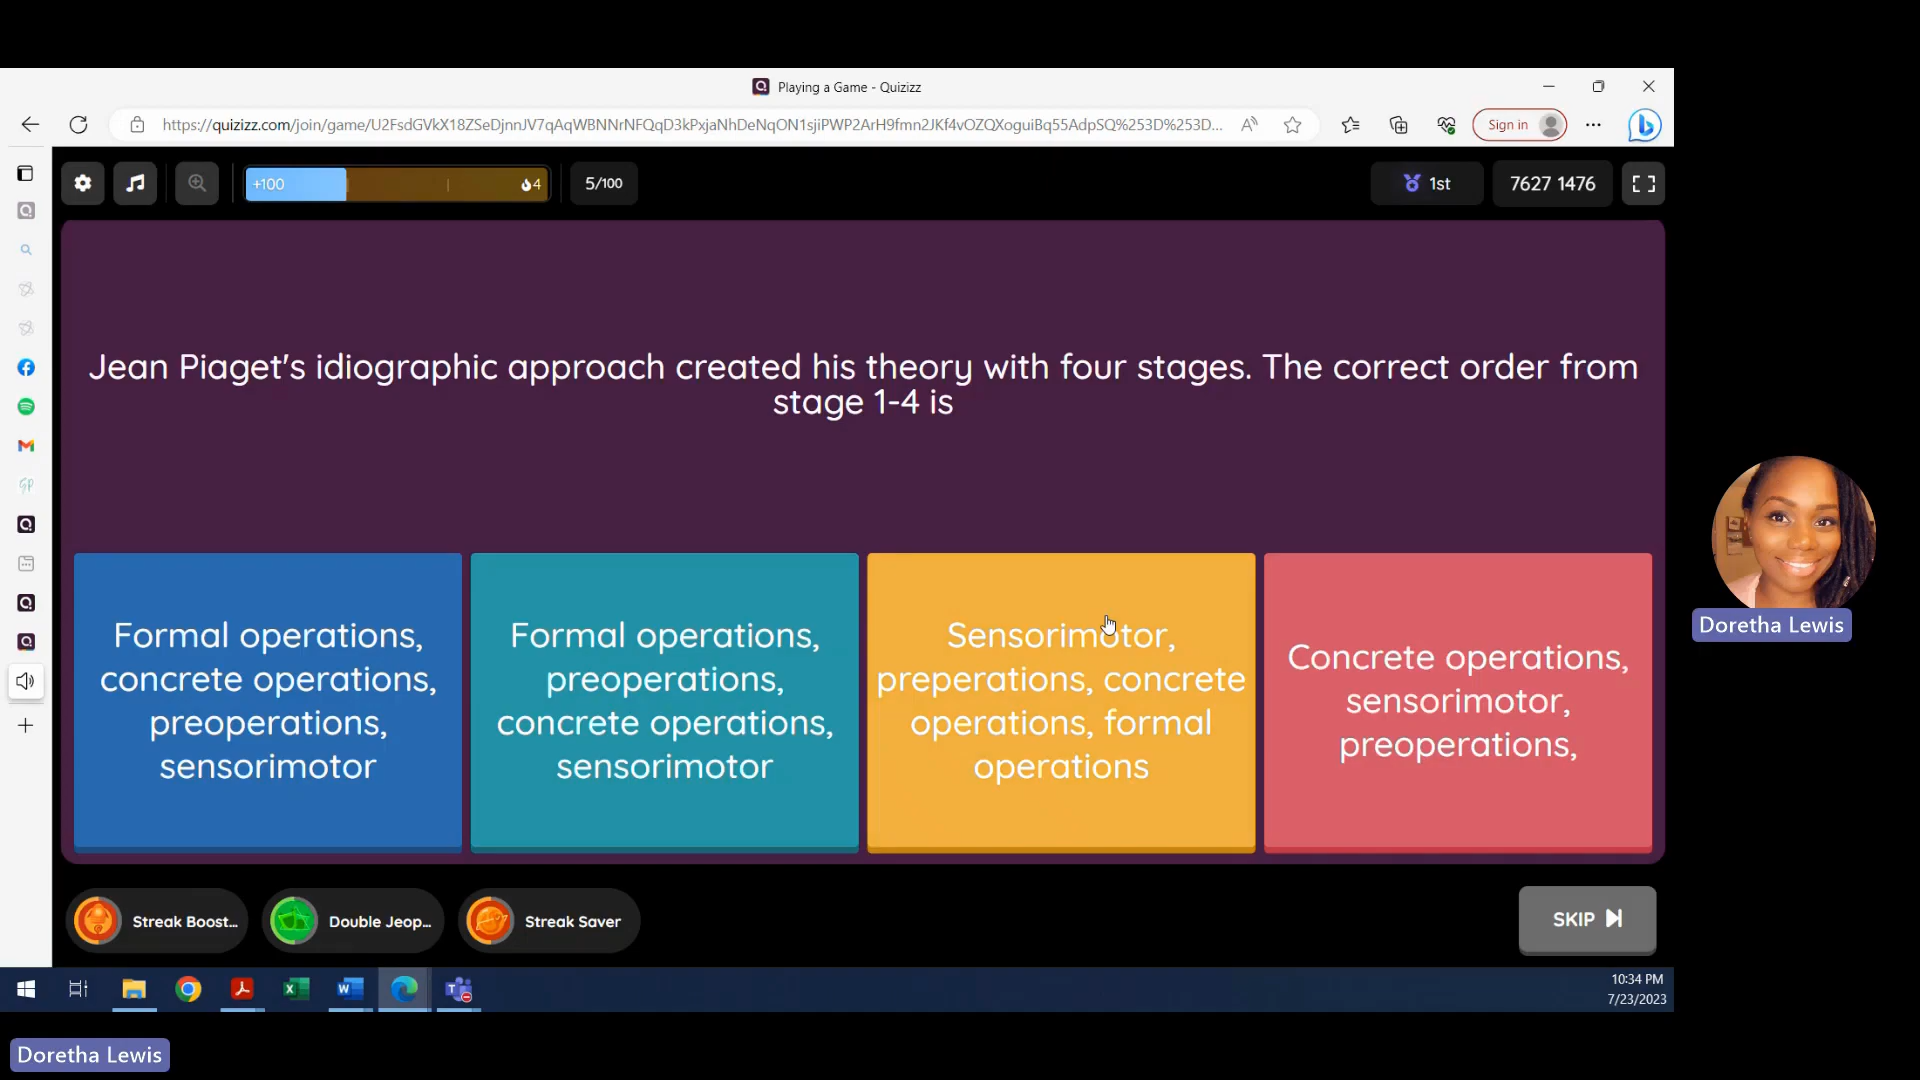 Playing a Game - Quizizz
https://quizizz.com/join/game/U2FsdGVkX18ZSeDjnnJV7qAqWBNNrNFQqD3kPxjaNhDeNqON1sjiPWP2ArH9fmn2JKf4vOZQXoguiBq55AdpSQ%253D%253D...
Sign in
+100
4
5/100
1st
7627 1476
Jean Piaget's idiographic approach created his theory with four stages. The correct order from
stage 1-4 is
Formal operations,
concrete operations,
preoperations,
sensorimotor
Formal operations,
preoperations,
concrete operations,
sensorimotor
Sensorimotor,
preperations, concrete
operations, formal
operations
Concrete operations,
sensorimotor,
preoperations,
Doretha Lewis
Streak Boost...
Double Jeop...
Streak Saver
SKIP
10:34 PM
7/23/2023
Doretha Lewis